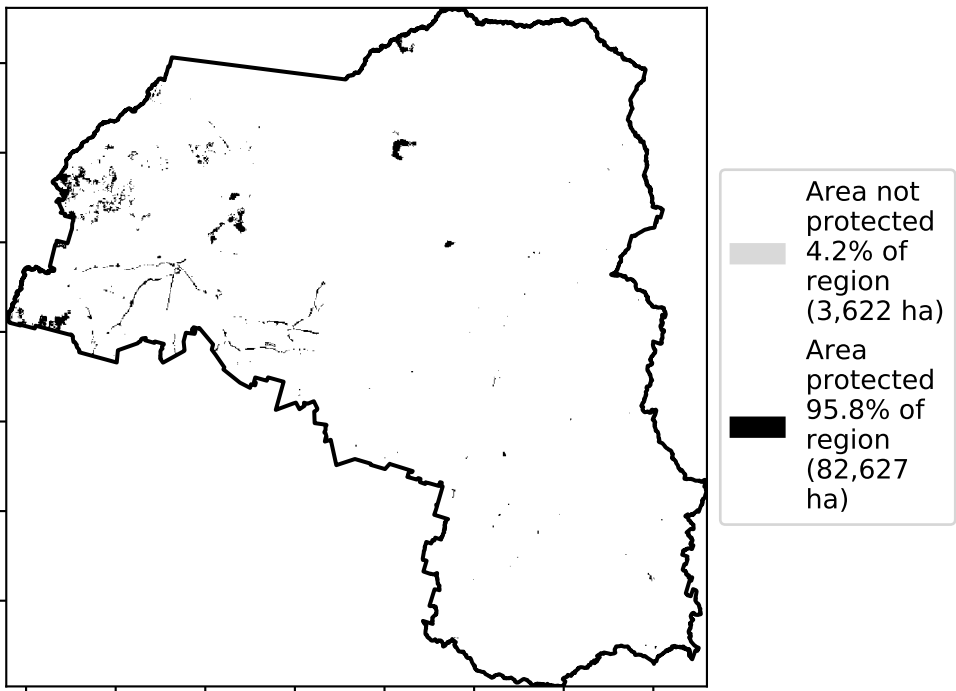 Area not
protected
4.2% of
region
(3,622 ha)
Area
protected
95.8% of
region
(82,627
ha)